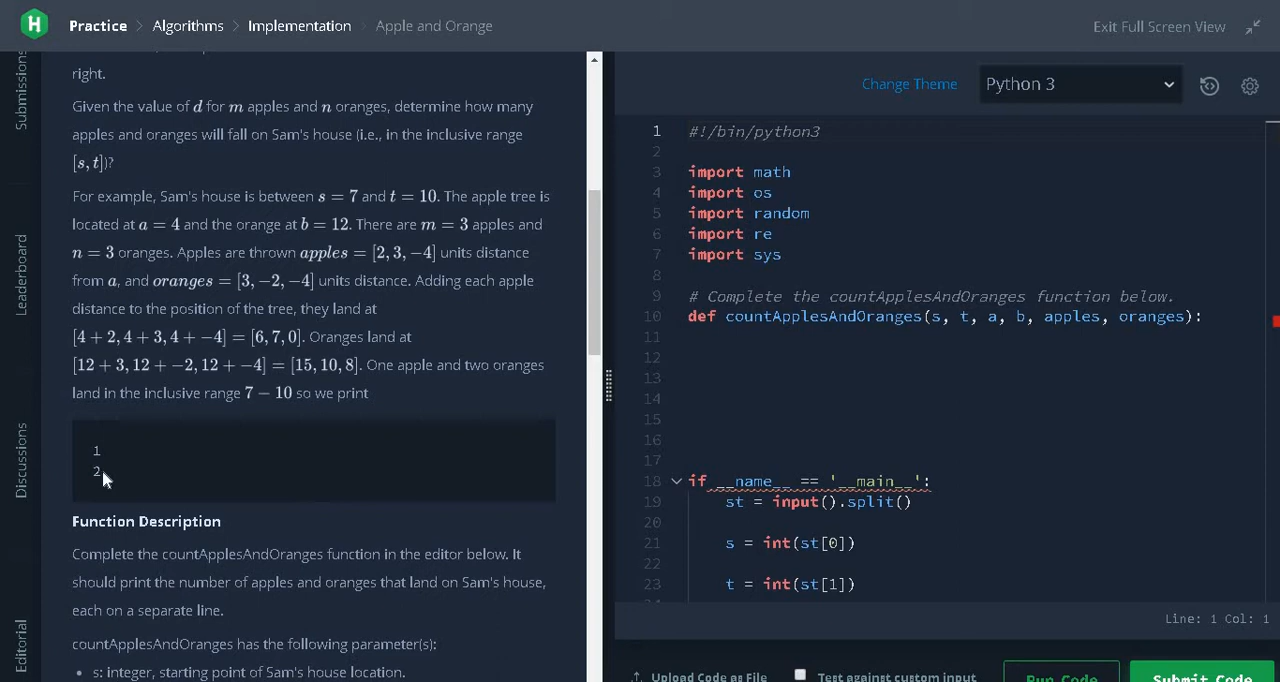 H Practice > Algorithms > Implementation > Apple and Orange
Exit Full Screen View
Submissions
Leaderboard
Discussions
Editorial
right.
Given the value of d for m apples and n oranges, determine how many
apples and oranges will fall on Sam's house (i.e., in the inclusive range
[s, t])?
For example, Sam's house is between s = 7 and t = 10. The apple tree is
located at a = 4 and the orange at b = 12. There are m = 3 apples and
n = 3 oranges. Apples are thrown apples = [2, 3, −4] units distance
from a, and oranges = [3, −2, −4] units distance. Adding each apple
distance to the position of the tree, they land at
[4 + 2, 4 + 3, 4 + −4] = [6, 7, 0]. Oranges land at
[12 + 3, 12 + −2, 12 + −4] = [15, 10, 8]. One apple and two oranges
land in the inclusive range 7 − 10 so we print
1
2
Function Description
Complete the countApplesAndOranges function in the editor below. It
should print the number of apples and oranges that land on Sam's house,
each on a separate line.
countApplesAndOranges has the following parameter(s):
• s: integer, starting point of Sam's house location.
Change Theme
Python 3
1 #!/bin/python3
2
3 import math
4 import os
5 import random
6 import re
7 import sys
8
9 # Complete the countApplesAndOranges function below.
10 def countApplesAndOranges(s, t, a, b, apples, oranges):
11
12
13
14
15
16
17
18 if __name__ == '__main__':
19 st = input().split()
20
21 s = int(st[0])
22
23 t = int(st[1])
Line: 1 Col: 1
Upload Code as File
Test against custom input
Run Code
Submit Code